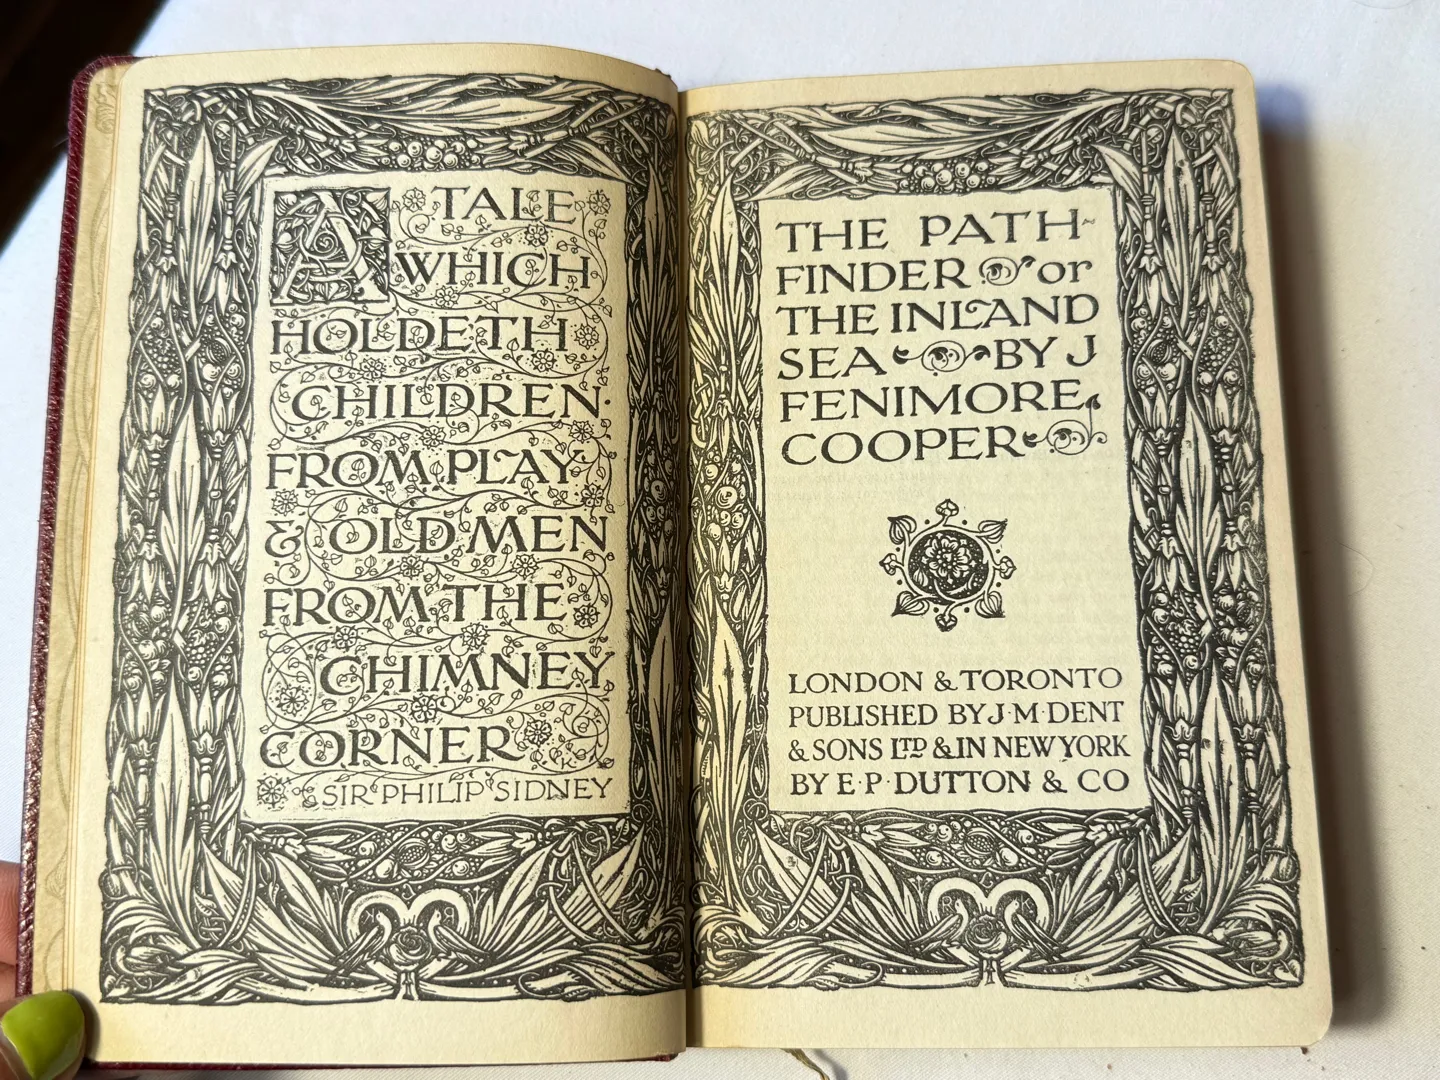 A TALE
WHICH
HOLDETH
CHILDREN
FROM PLAY
& OLD MEN
FROM THE
CHIMNEY
CORNER
SIR PHILIP SIDNEY
THE PATH~
FINDER or
THE INLAND
SEA BY J
FENIMORE
COOPER
LONDON & TORONTO
PUBLISHED BY J·M·DENT
& SONS LTD & IN NEW YORK
BY E·P·DUTTON & CO